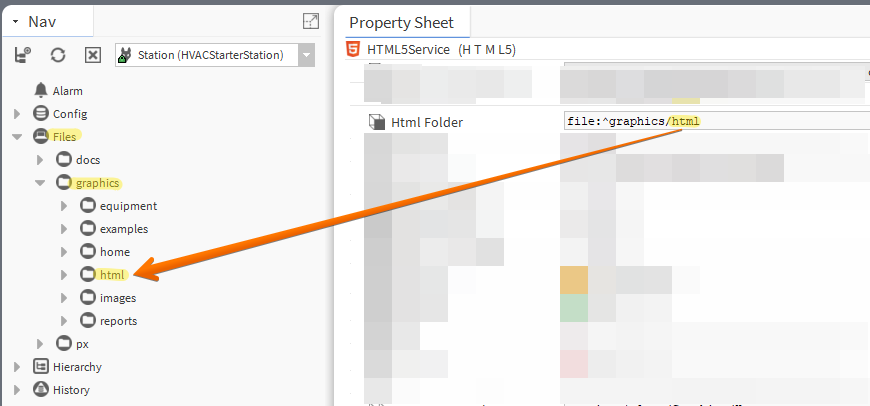 Nav
Property Sheet
Station (HVACStarterStation)
HTML5Service (H T M L5)
Alarm
Config
Files
docs
graphics
equipment
examples
home
html
images
reports
px
Hierarchy
History
Html Folder
file:^graphics/html